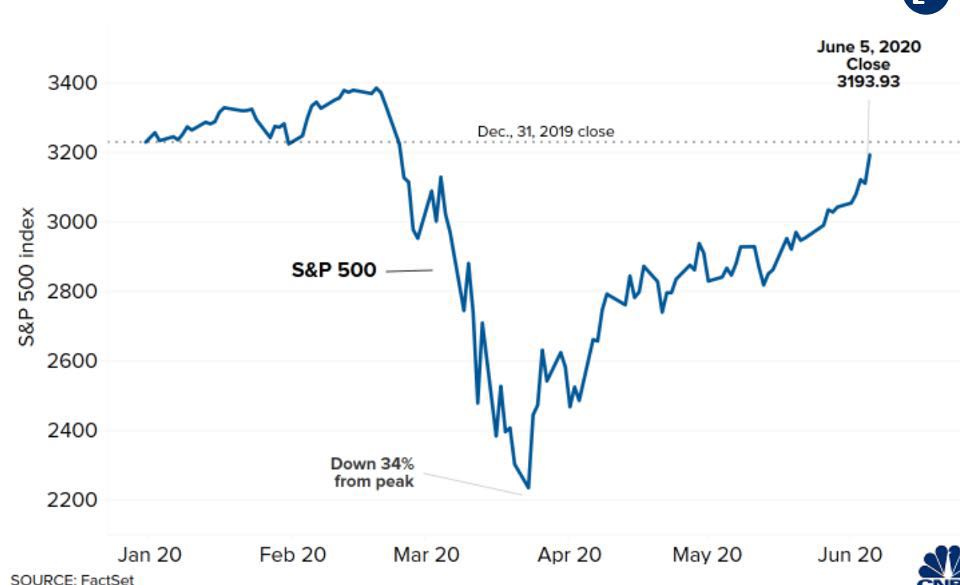 June 5, 2020
Close
3193.93
3400
Dec., 31, 2019 close
3200
3000
S&P 500 index
S&P 500
2800
2600
2400
Down 34%
from peak
2200
Jan 20
Feb 20
Mar 20
Apr 20
May 20
Jun 20
SOURCE: FactSet